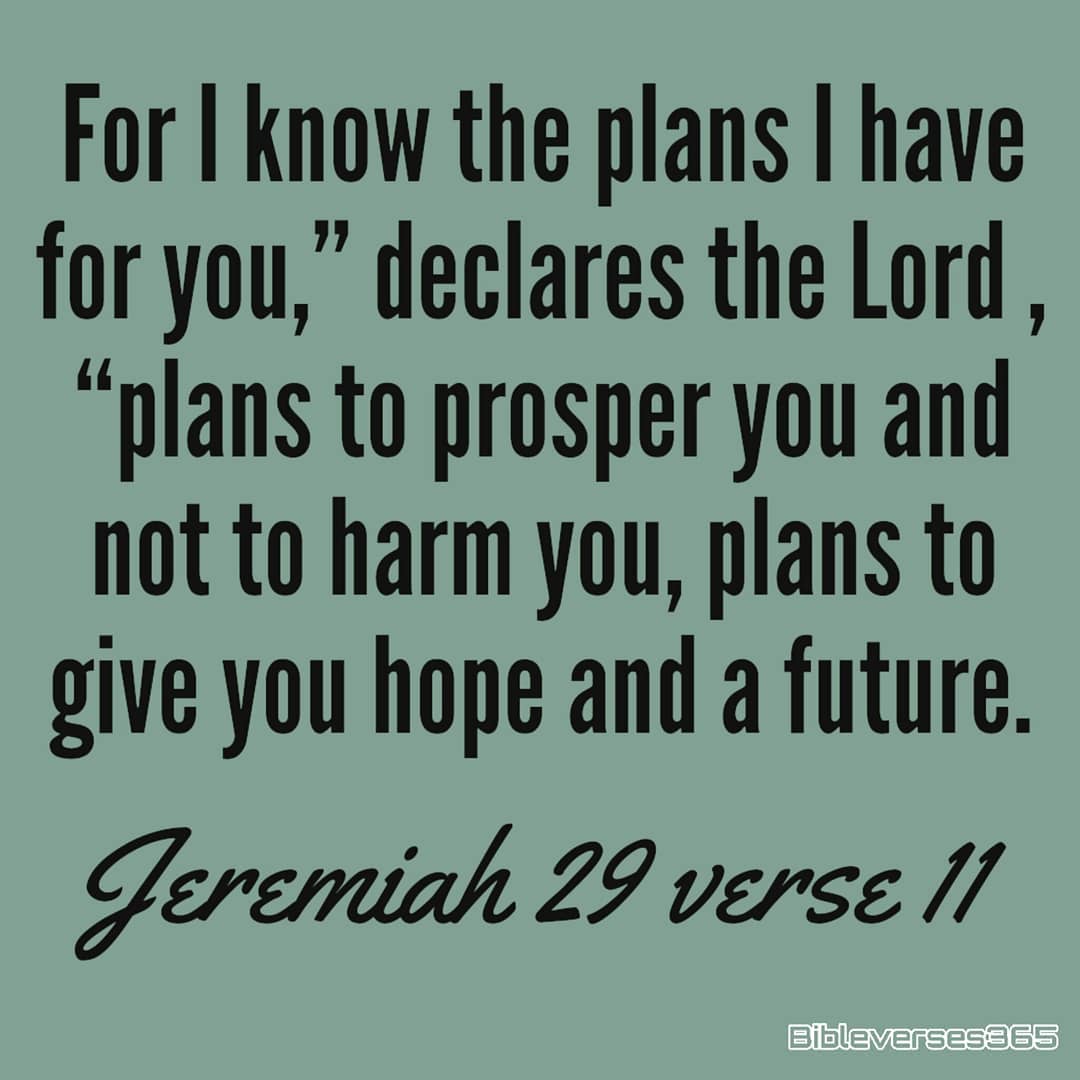 For I know the plans I have
for you,” declares the Lord ,
“plans to prosper you and
not to harm you, plans to
give you hope and a future.
Jeremiah 29 verse 11
Bibleverses365